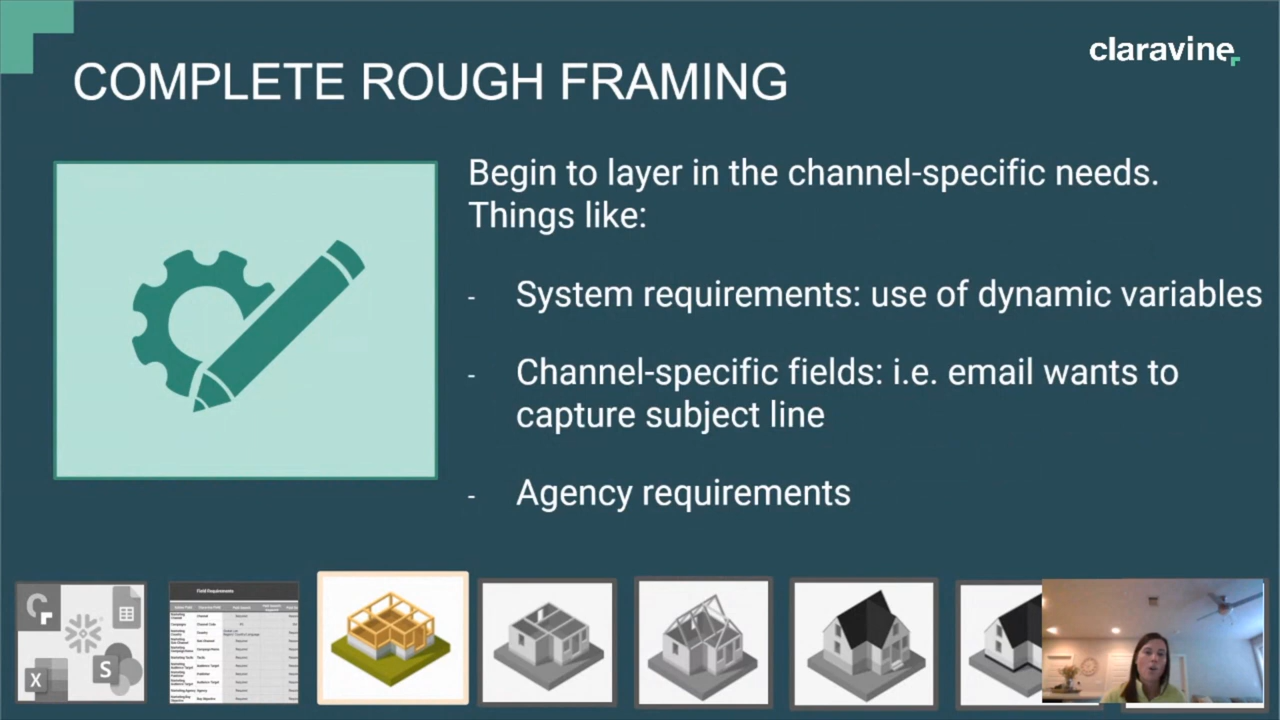 claravine
COMPLETE ROUGH FRAMING
Begin to layer in the channel-specific needs.
Things like:
- System requirements: use of dynamic variables
- Channel-specific fields: i.e. email wants to
capture subject line
- Agency requirements
Field Requirements
X
S